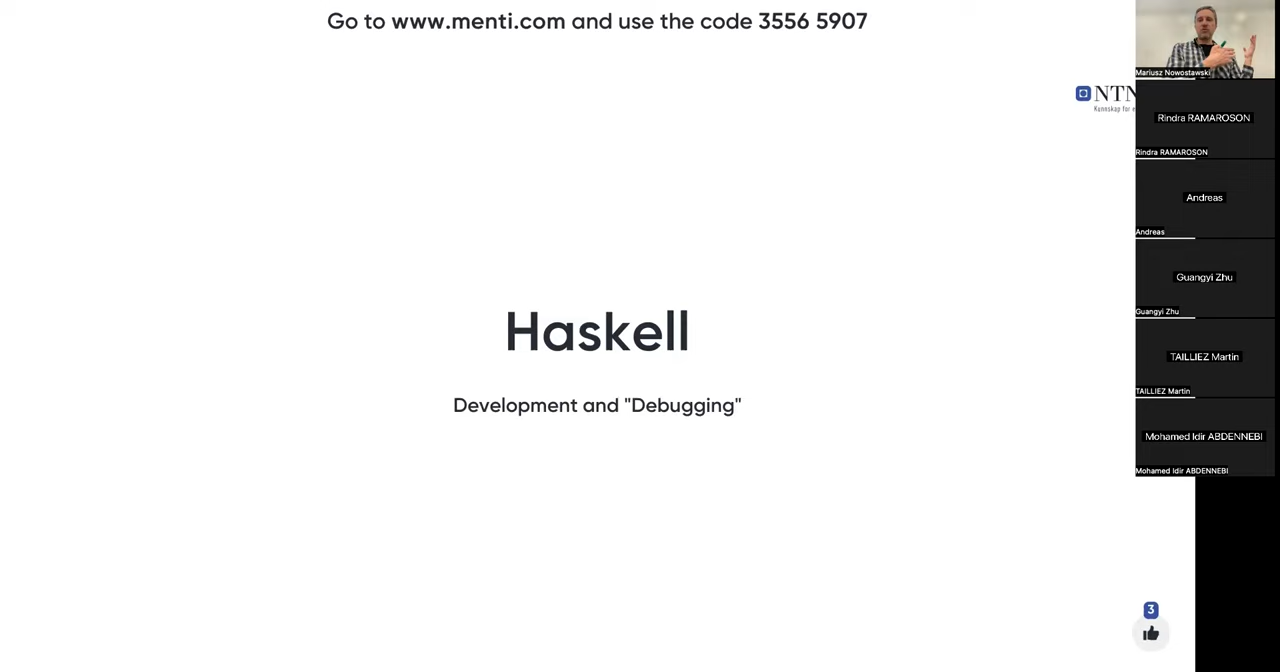 Go to www.menti.com and use the code 3556 5907
NTN
Kunnskap for e
Haskell
Development and "Debugging"
3
Mariusz Nowostawski
Rindra RAMAROSON
Rindra RAMAROSON
Andreas
Andreas
Guangyi Zhu
Guangyi Zhu
TAILLIEZ Martin
TAILLIEZ Martin
Mohamed Idir ABDENNEBI
Mohamed Idir ABDENNEBI